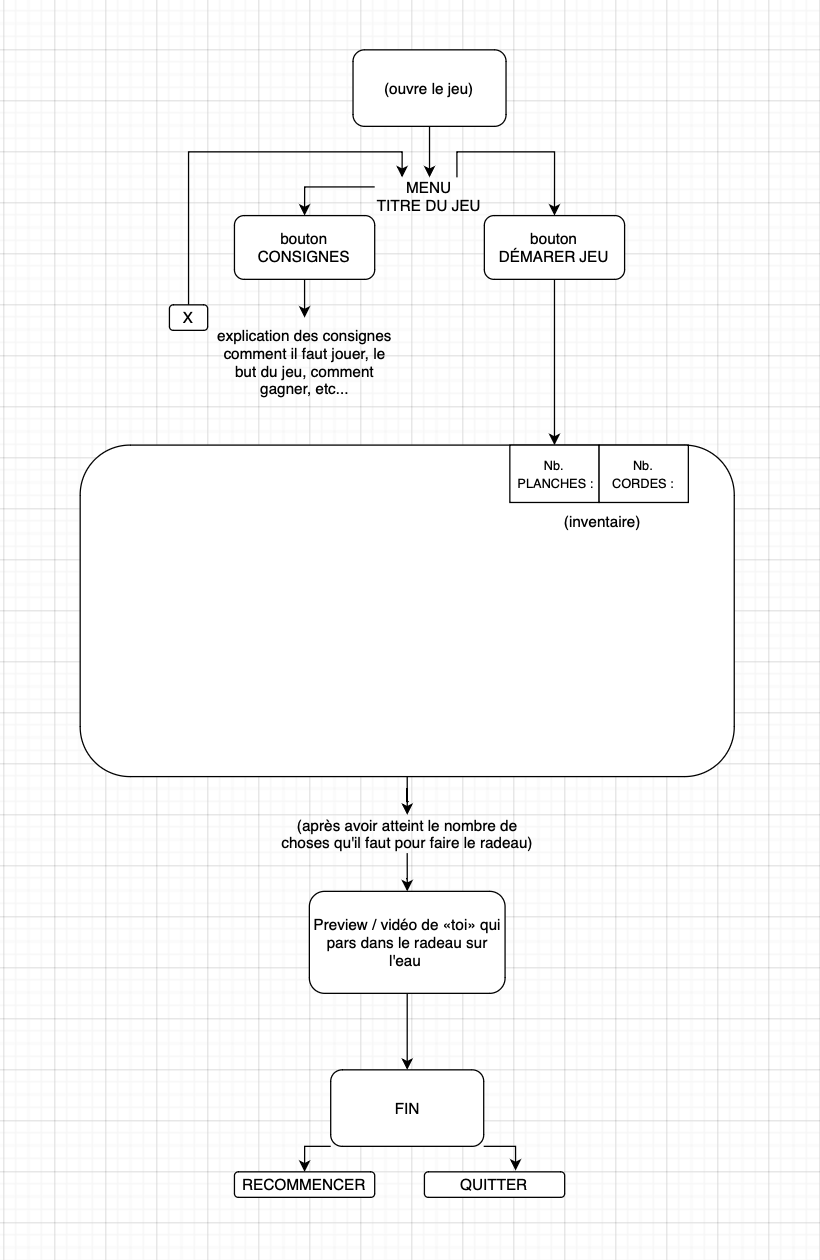 (ouvre le jeu)
MENU
TITRE DU JEU
bouton
CONSIGNES
bouton
DÉMARER JEU
X
explication des consignes
comment il faut jouer, le
but du jeu, comment
gagner, etc...
Nb.
PLANCHES :
Nb.
CORDES :
(inventaire)
(après avoir atteint le nombre de
choses qu'il faut pour faire le radeau)
Preview / vidéo de «toi» qui
pars dans le radeau sur
l'eau
FIN
RECOMMENCER
QUITTER